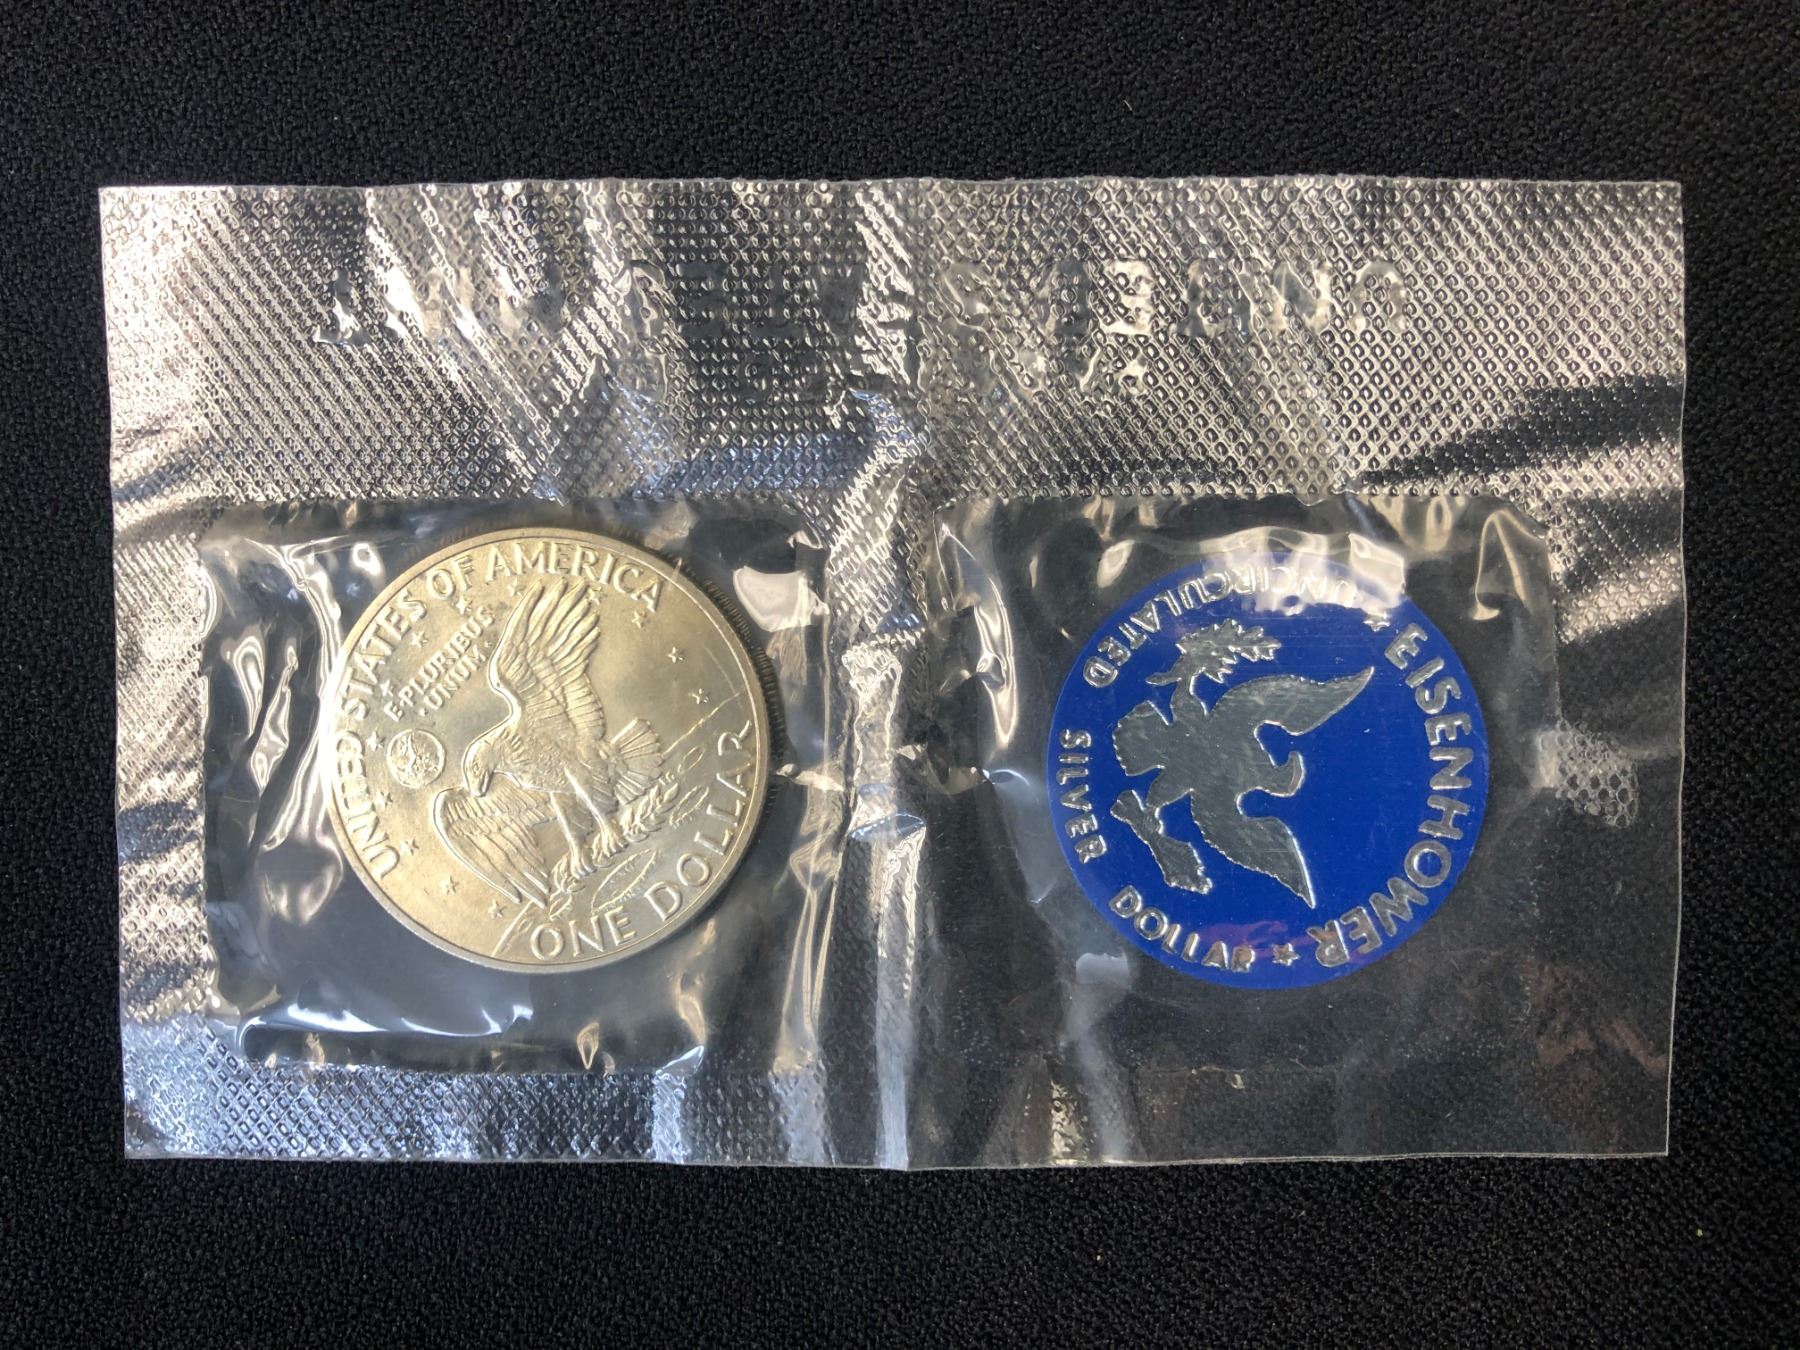 UNITED STATES OF AMERICA
E·PLURIBUS
·UNUM·
ONE DOLLAR
EISENHOWER
UNCIRCULATED
SILVER
DOLLAR